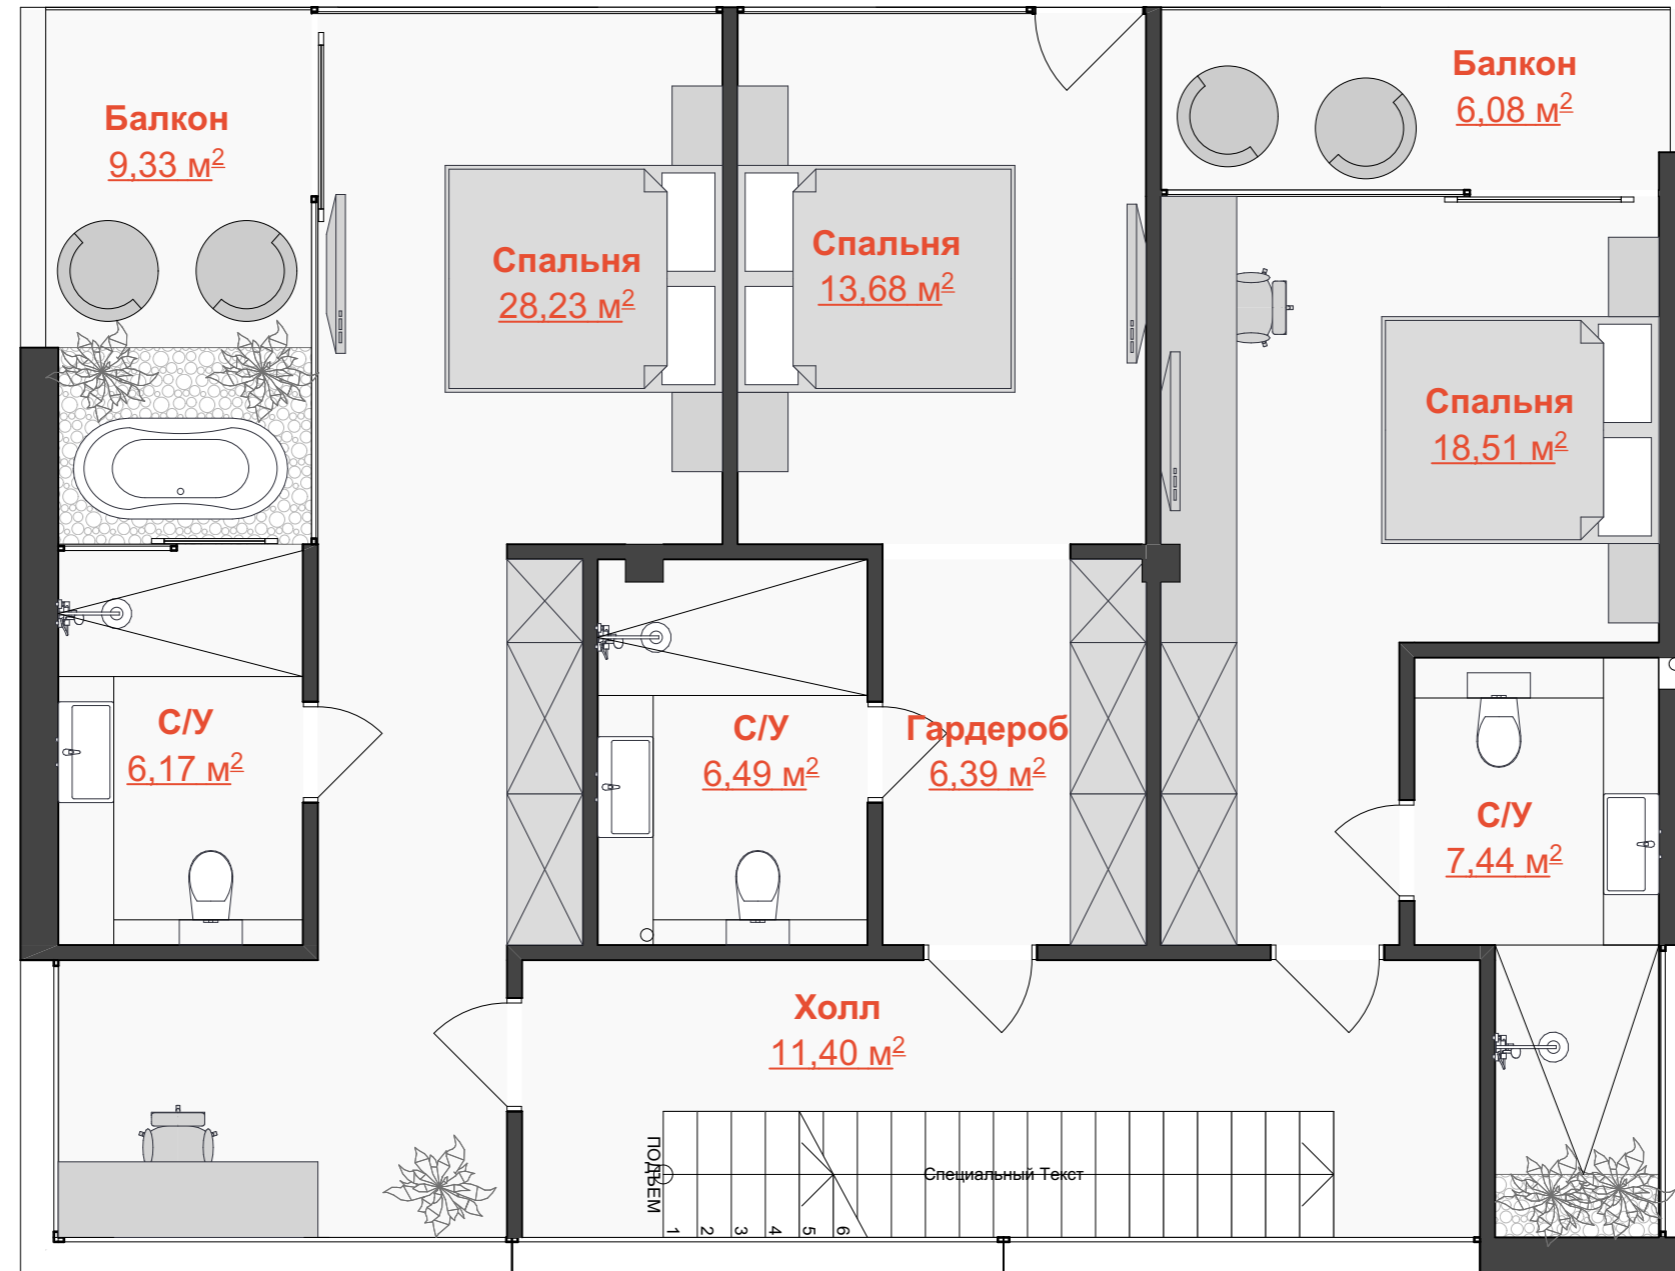 Балкон
9,33 м²
Спальня
28,23 м²
Спальня
13,68 м²
Балкон
6,08 м²
Спальня
18,51 м²
С/У
6,17 м²
С/У
6,49 м²
Гардероб
6,39 м²
С/У
7,44 м²
Холл
11,40 м²
ПОДЪЕМ
Специальный Текст
1 2 3 4 5 6